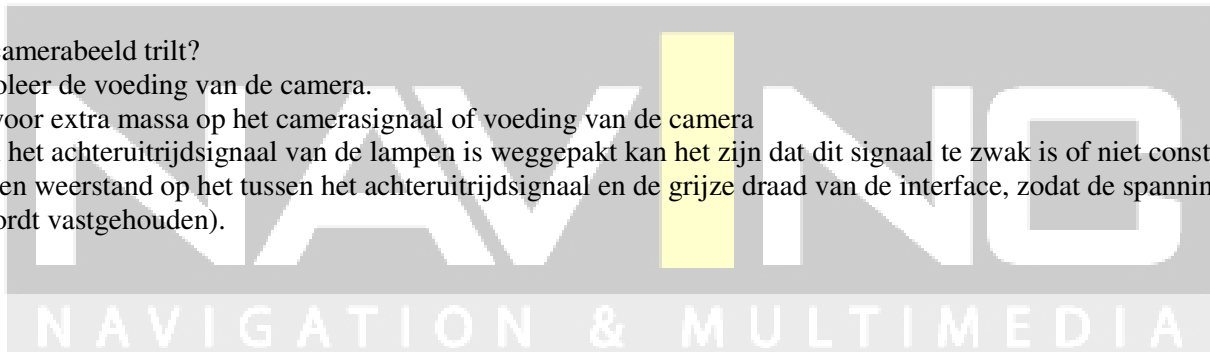 camerabeeld trilt?
oleer de voeding van de camera.
voor extra massa op het camerasignaal of voeding van de camera
het achteruitrijdsignaal van de lampen is weggepakt kan het zijn dat dit signaal te zwak is of niet const
en weerstand op het tussen het achteruitrijdsignaal en de grijze draad van de interface, zodat de spannin
ordt vastgehouden).
NAVINC
NAVIGATION & MULTIMEDIA